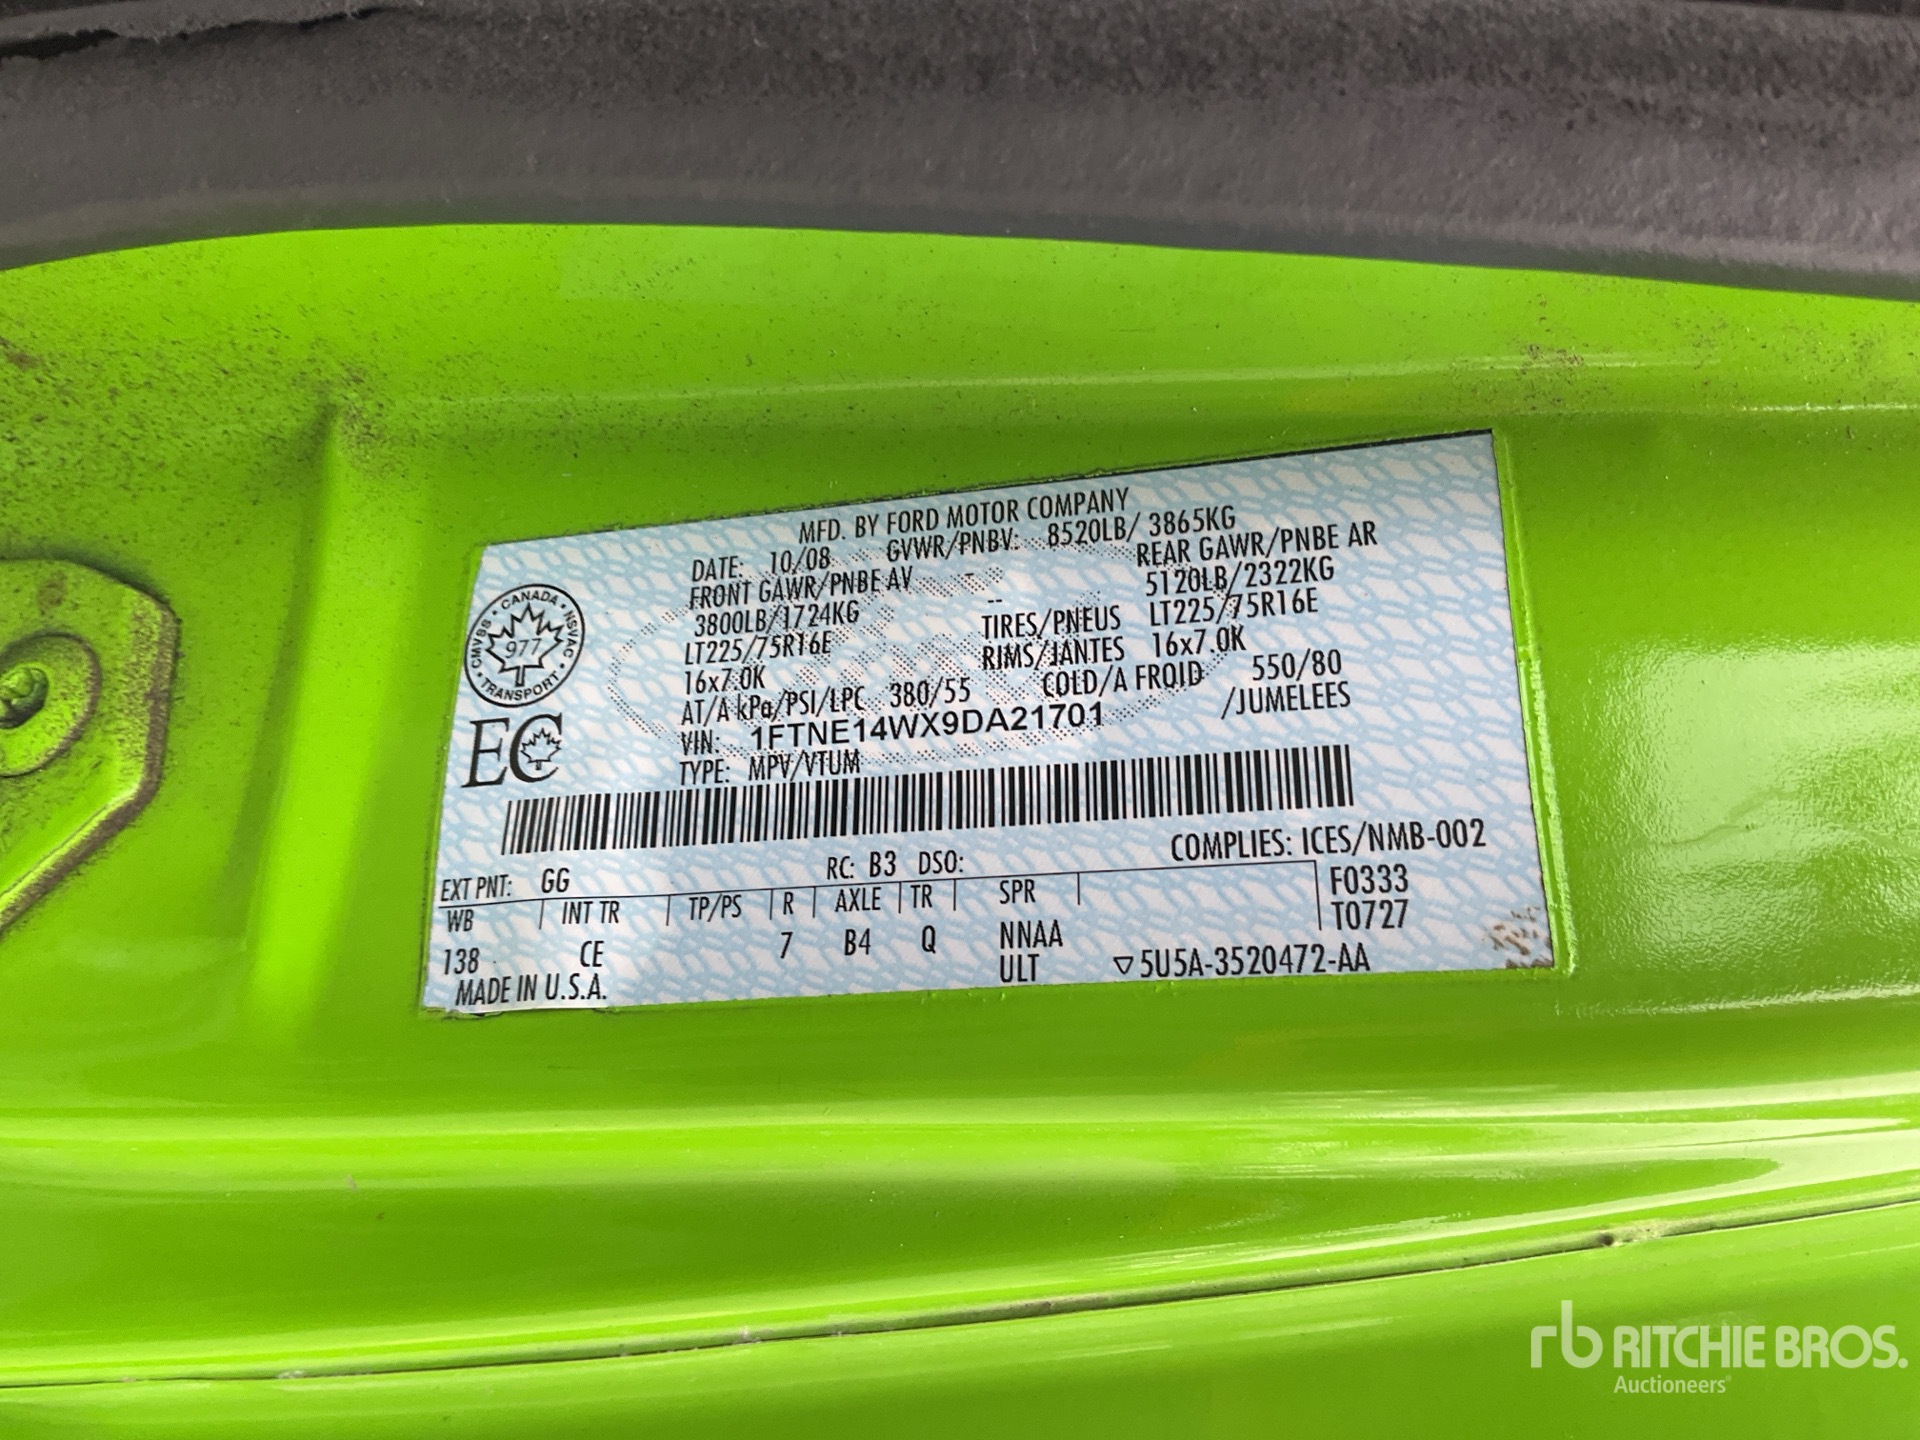 MFD. BY FORD MOTOR COMPANY
DATE: 10/08 GVWR/PNBV: 8520LB/ 3865KG
FRONT GAWR/PNBE AV -- REAR GAWR/PNBE AR
3800LB/1724KG -- 5120LB/2322KG
LT225/75R16E TIRES/PNEUS LT225/75R16E
16x7.0K RIMS/JANTES 16x7.0K
AT/A kPa/PSI/LPC 380/55 COLD/A FROID 550/80
VIN: 1FTNE14WX9DA21701 /JUMELEES
TYPE: MPV/VTUM
CANADA
CMVSS 977 NSVAC
TRANSPORT
EC
COMPLIES: ICES/NMB-002
EXT PNT: GG RC: B3 DSO:
WB INT TR TP/PS R AXLE TR SPR F0333
138 CE 7 B4 Q NNAA T0727
MADE IN U.S.A. ULT ▽5U5A-3520472-AA
rb RITCHIE BROS.
Auctioneers